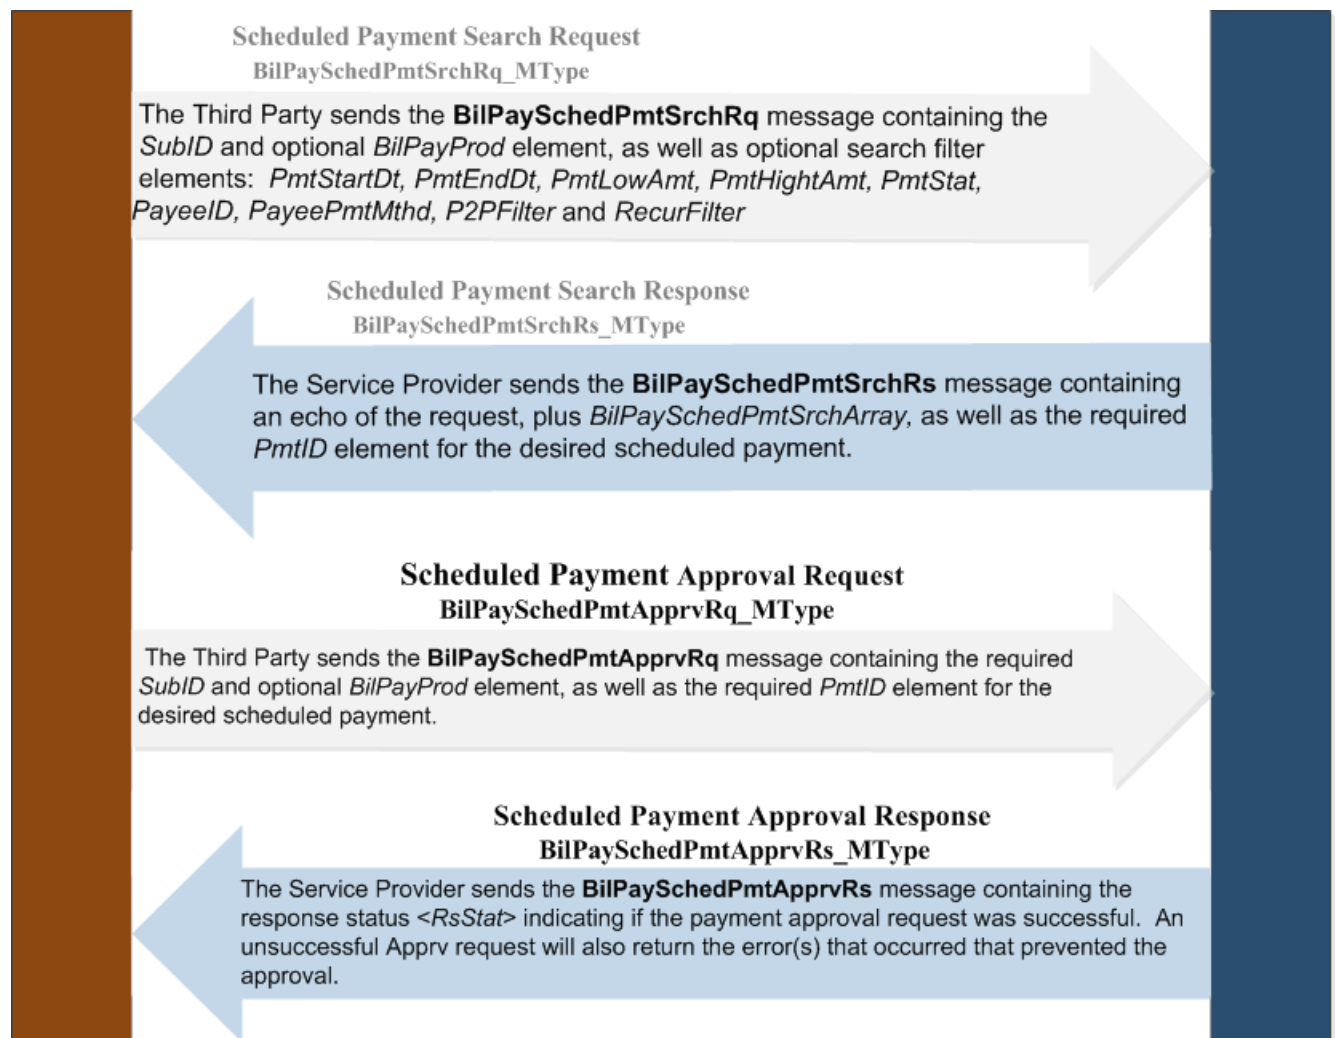 Scheduled Payment Search Request
BilPaySchedPmtSrchRq_MType
The Third Party sends the BilPaySchedPmtSrchRq message containing the
SubID and optional BilPayProd element, as well as optional search filter
elements: PmtStartDt, PmtEndDt, PmtLowAmt, PmtHightAmt, PmtStat,
PayeeID, PayeePmtMthd, P2PFilter and RecurFilter
Scheduled Payment Search Response
BilPaySchedPmtSrchRs_MType
The Service Provider sends the BilPaySchedPmtSrchRs message containing
an echo of the request, plus BilPaySchedPmtSrchArray, as well as the required
PmtID element for the desired scheduled payment.
Scheduled Payment Approval Request
BilPaySchedPmtApprvRq_MType
The Third Party sends the BilPaySchedPmtApprvRq message containing the required
SubID and optional BilPayProd element, as well as the required PmtID element for the
desired scheduled payment.
Scheduled Payment Approval Response
BilPaySchedPmtApprvRs_MType
The Service Provider sends the BilPaySchedPmtApprvRs message containing the
response status <RsStat> indicating if the payment approval request was successful. An
unsuccessful Apprv request will also return the error(s) that occurred that prevented the
approval.